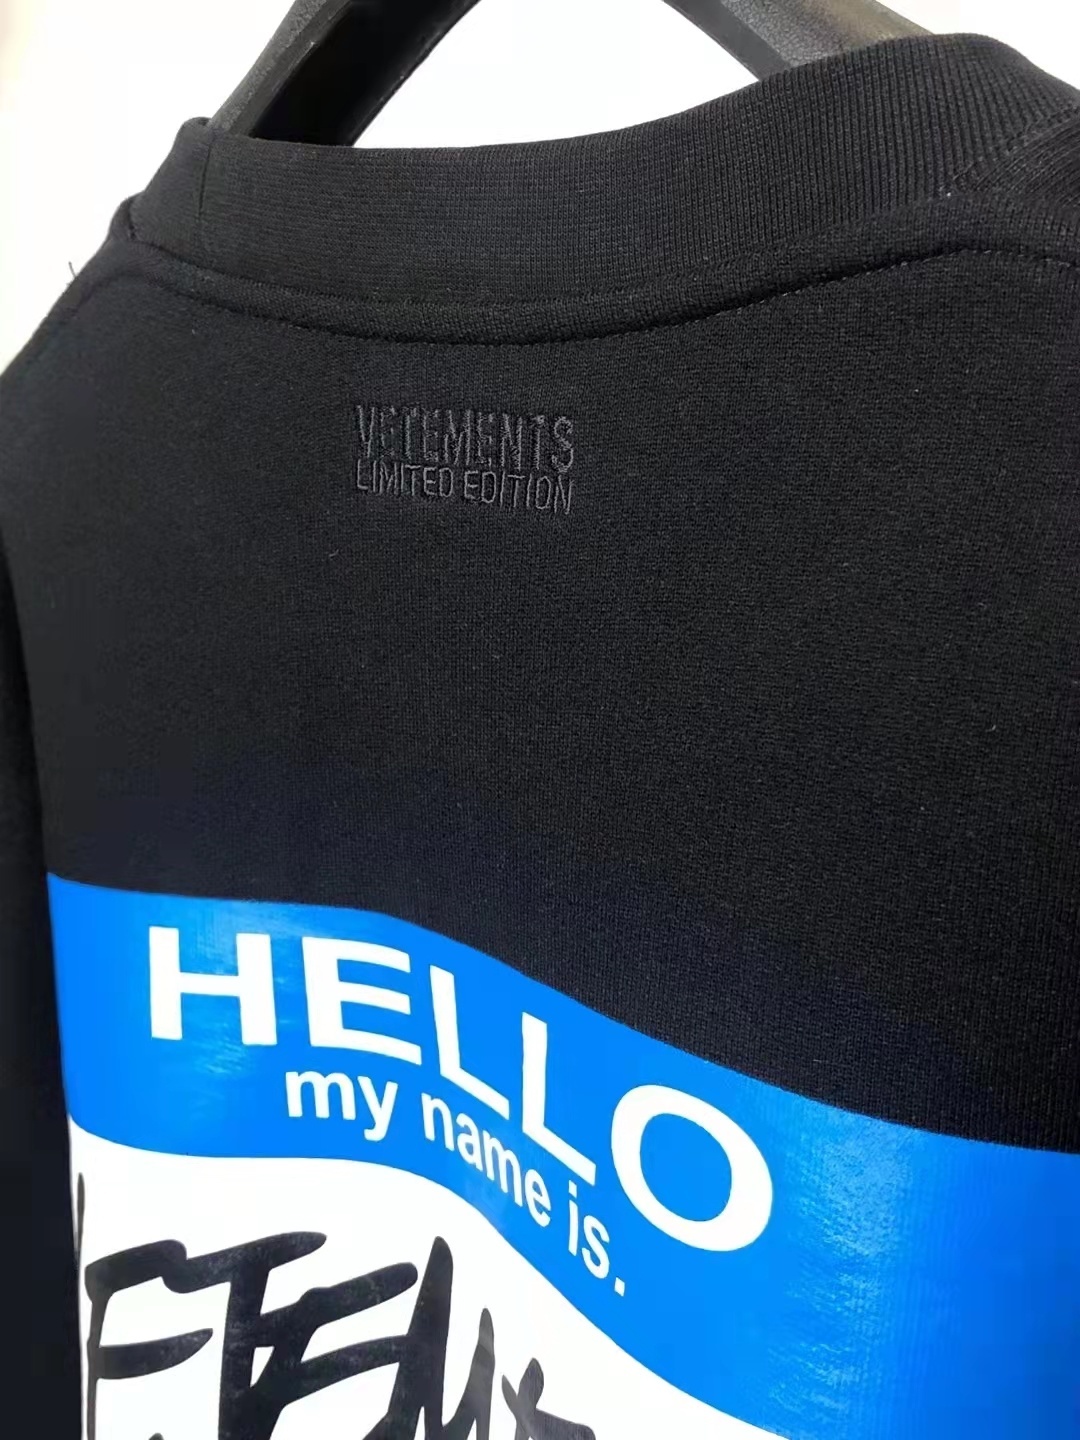 VETEMENTS
LIMITED EDITION
HELLO
my name is.